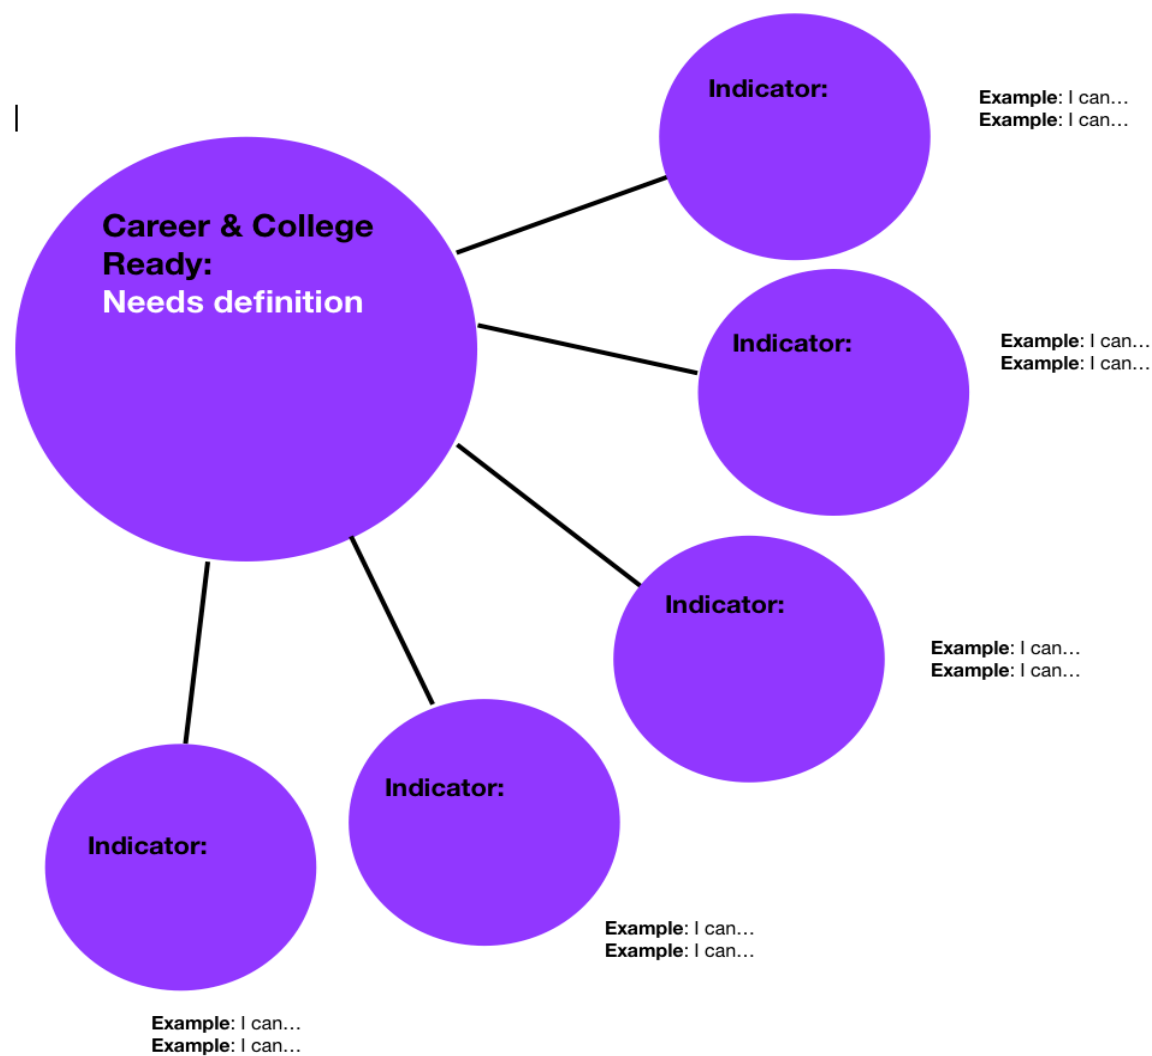 Career & College
Ready:
Needs definition
Indicator:
Example: I can…
Example: I can…
Indicator:
Example: I can…
Example: I can…
Indicator:
Example: I can…
Example: I can…
Indicator:
Example: I can…
Example: I can…
Indicator:
Example: I can…
Example: I can…